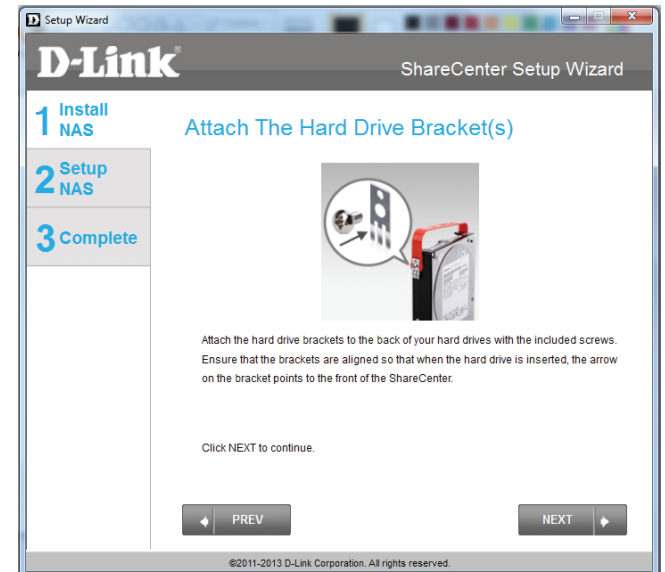 Setup Wizard
D-Link
ShareCenter Setup Wizard
1 Install
NAS
2 Setup
NAS
3 Complete
Attach The Hard Drive Bracket(s)
Attach the hard drive brackets to the back of your hard drives with the included screws.
Ensure that the brackets are aligned so that when the hard drive is inserted, the arrow
on the bracket points to the front of the ShareCenter.
Click NEXT to continue.
PREV
NEXT
©2011-2013 D-Link Corporation. All rights reserved.